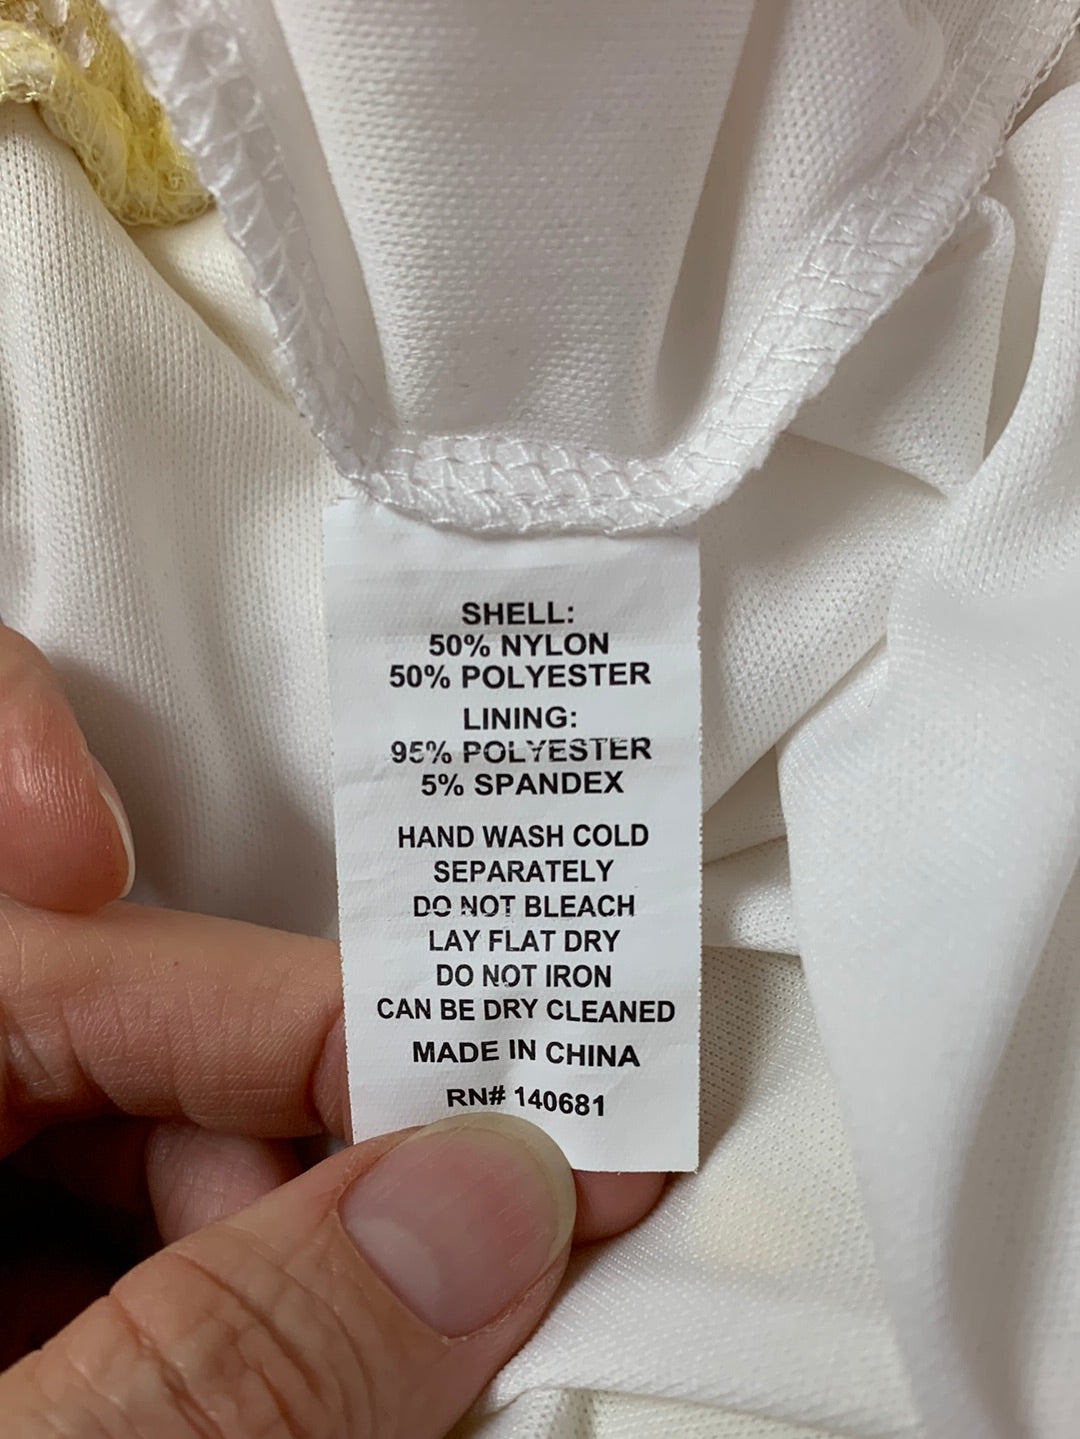 SHELL:
50% NYLON
50% POLYESTER
LINING:
95% POLYESTER
5% SPANDEX
HAND WASH COLD
SEPARATELY
DO NOT BLEACH
LAY FLAT DRY
DO NOT IRON
CAN BE DRY CLEANED
MADE IN CHINA
RN# 140681